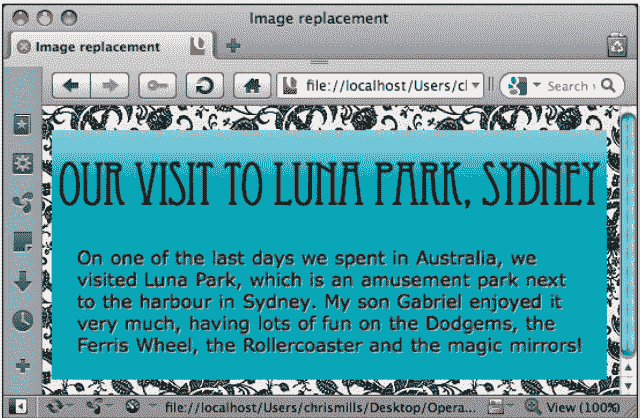 Image replacement
Image replacement
file://localhost/Users/cl
Search
OUR VISIT TO LUNA PARK, SYDNEY
On one of the last days we spent in Australia, we
visited Luna Park, which is an amusement park next
to the harbour in Sydney. My son Gabriel enjoyed it
very much, having lots of fun on the Dodgems, the
Ferris Wheel, the Rollercoaster and the magic mirrors!
file://localhost/Users/chrismills/Desktop/Opera... View (100%)